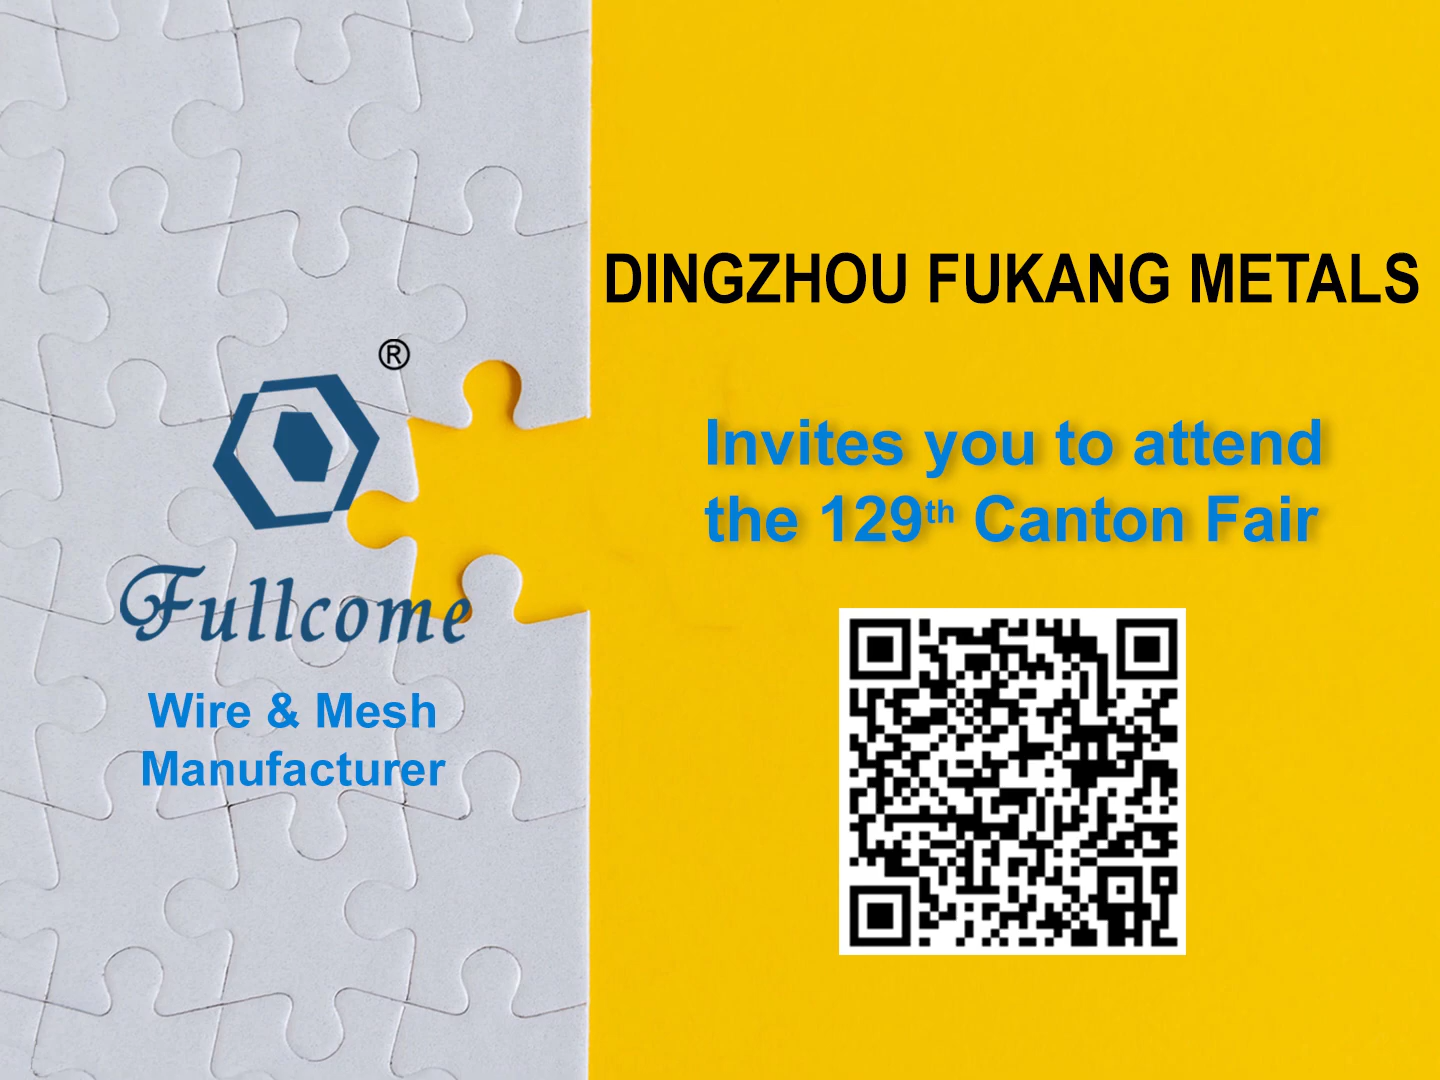 DINGZHOU FUKANG METALS
Invites you to attend
the 129th Canton Fair
®
Fullcome
Wire & Mesh
Manufacturer